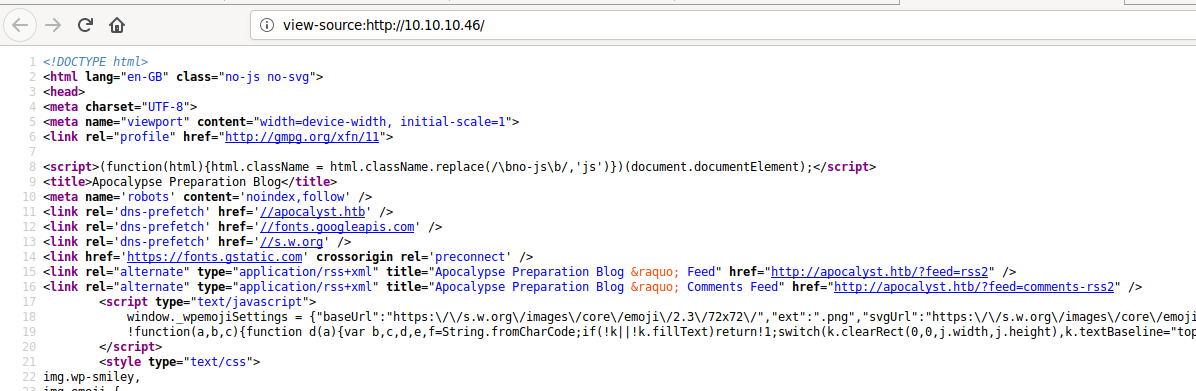 view-source:http://10.10.10.46/
1 <!DOCTYPE html>
2 <html lang="en-GB" class="no-js no-svg">
3 <head>
4 <meta charset="UTF-8">
5 <meta name="viewport" content="width=device-width, initial-scale=1">
6 <link rel="profile" href="http://gmpg.org/xfn/11">
7
8 <script>(function(html){html.className = html.className.replace(/\bno-js\b/,'js')})(document.documentElement);</script>
9 <title>Apocalypse Preparation Blog</title>
10 <meta name='robots' content='noindex,follow' />
11 <link rel='dns-prefetch' href='//apocalyst.htb' />
12 <link rel='dns-prefetch' href='//fonts.googleapis.com' />
13 <link rel='dns-prefetch' href='//s.w.org' />
14 <link href='https://fonts.gstatic.com' crossorigin rel='preconnect' />
15 <link rel="alternate" type="application/rss+xml" title="Apocalypse Preparation Blog &raquo; Feed" href="http://apocalyst.htb/?feed=rss2" />
16 <link rel="alternate" type="application/rss+xml" title="Apocalypse Preparation Blog &raquo; Comments Feed" href="http://apocalyst.htb/?feed=comments-rss2" />
17 <script type="text/javascript">
18 window._wpemojiSettings = {"baseUrl":"https:\/\/s.w.org\/images\/core\/emoji\/2.3\/72x72\/","ext":".png","svgUrl":"https:\/\/s.w.org\/images\/core\/emoji
19 !function(a,b,c){function d(a){var b,c,d,e,f=String.fromCharCode;if(!k||!k.fillText)return!1;switch(k.clearRect(0,0,j.width,j.height),k.textBaseline="top
20 </script>
21 <style type="text/css">
22 img.wp-smiley,
23 img.emoji {